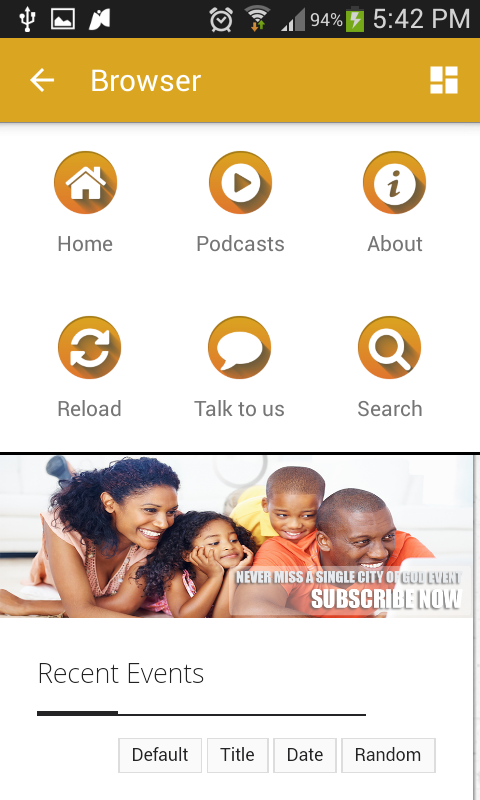 94% 5:42 PM
Browser
Home Podcasts About
Reload Talk to us Search
NEVER MISS A SINGLE CITY OF GOD EVENT
SUBSCRIBE NOW
Recent Events
Default Title Date Random